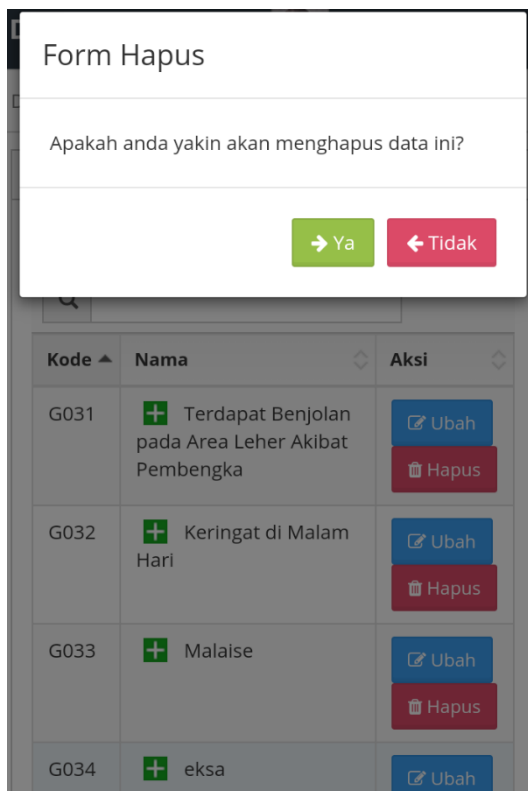 Form Hapus
Apakah anda yakin akan menghapus data ini?
Ya
Tidak
Kode Nama Aksi
G031 Terdapat Benjolan Ubah
pada Area Leher Akibat
Pembengka Hapus
G032 Keringat di Malam Ubah
Hari
Hapus
G033 Malaise Ubah
Hapus
G034 eksa Ubah